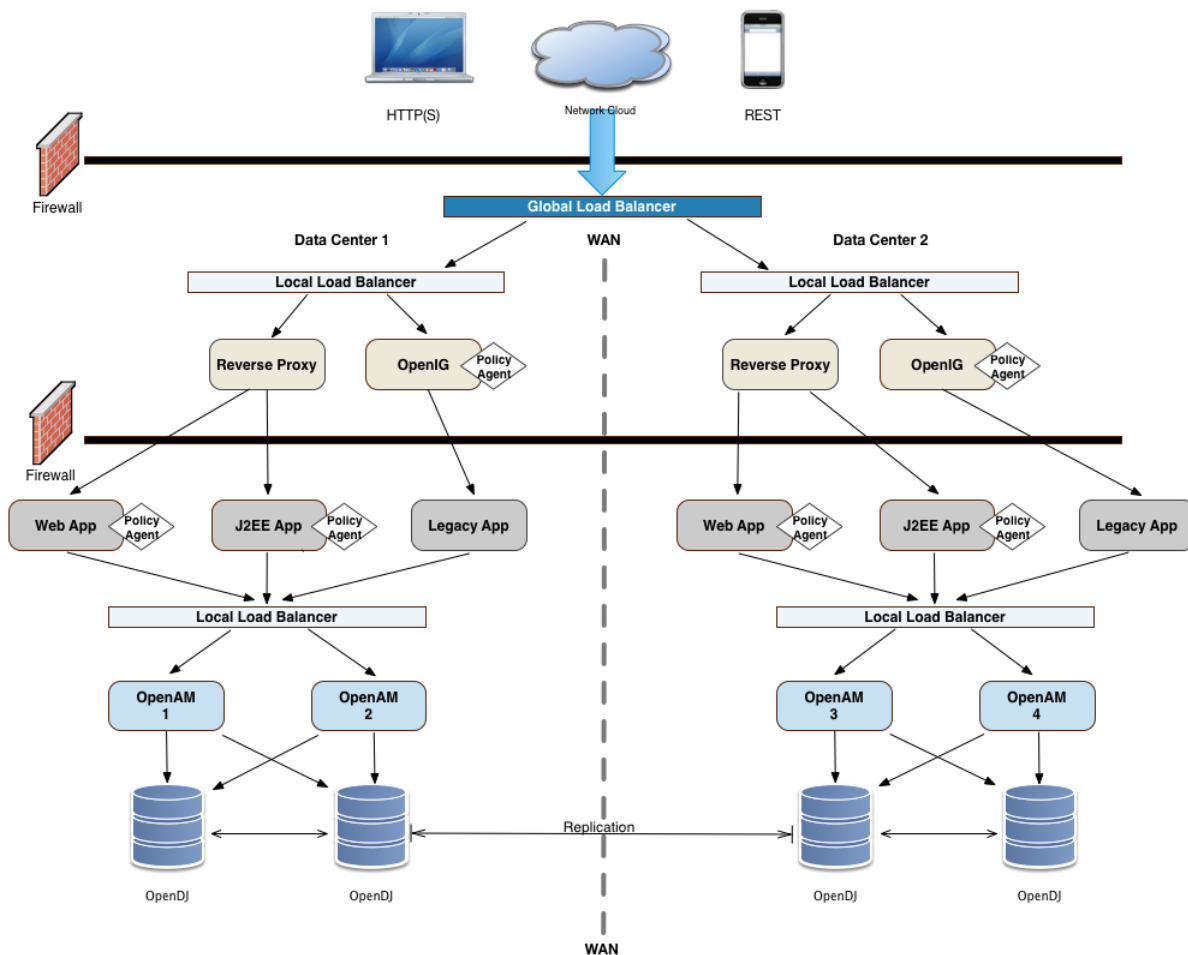 HTTP(S)
Network Cloud
REST
Firewall
Global Load Balancer
Data Center 1
WAN
Data Center 2
Local Load Balancer
Local Load Balancer
Reverse Proxy
OpenIG
Policy
Agent
Reverse Proxy
OpenIG
Policy
Agent
Firewall
Web App
Policy
Agent
J2EE App
Policy
Agent
Legacy App
Web App
Policy
Agent
J2EE App
Policy
Agent
Legacy App
Local Load Balancer
Local Load Balancer
OpenAM
1
OpenAM
2
OpenAM
3
OpenAM
4
Replication
OpenDJ
OpenDJ
OpenDJ
OpenDJ
WAN